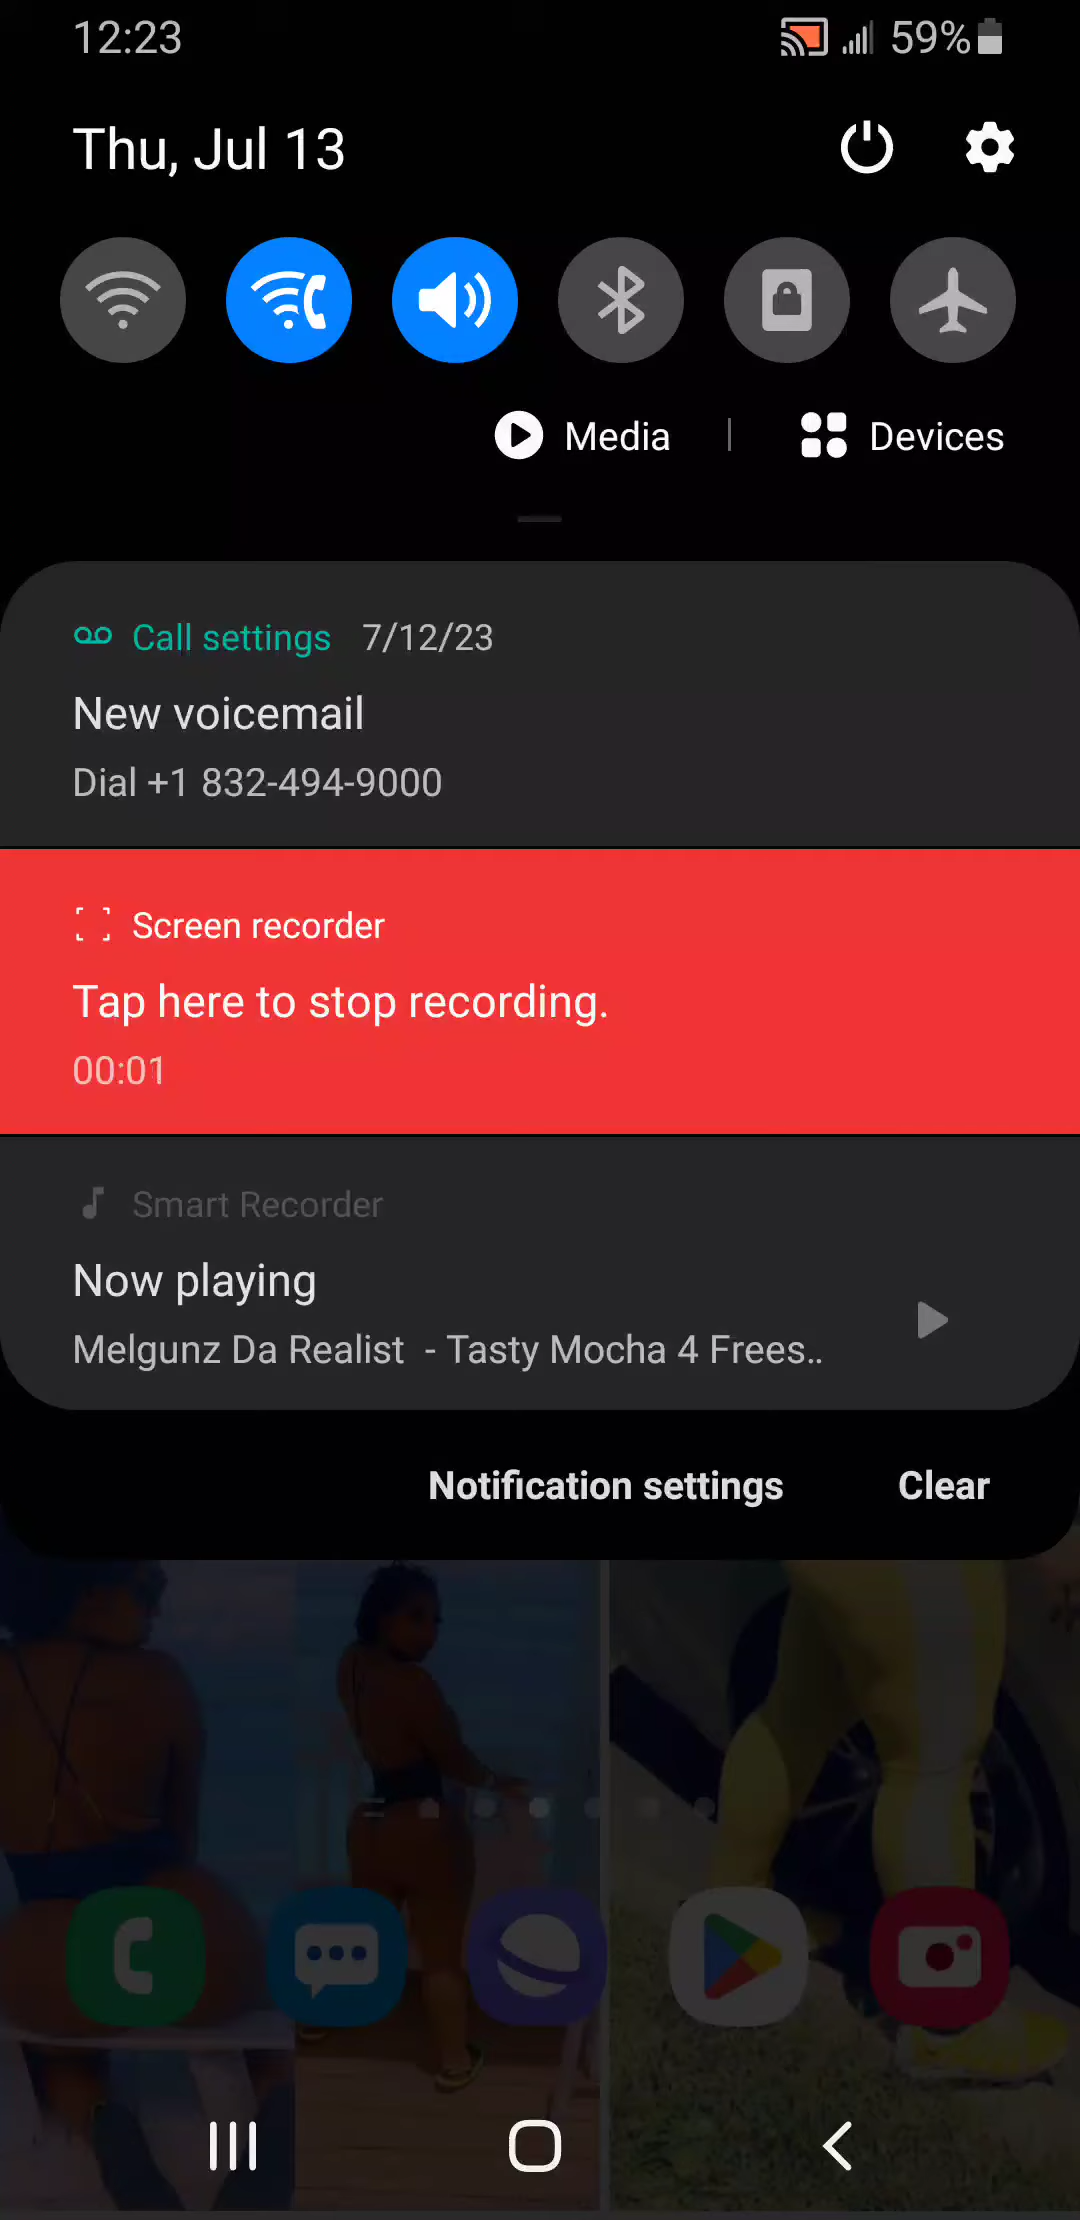 12:23
59%
Thu, Jul 13
Media
Devices
Call settings 7/12/23
New voicemail
Dial +1 832-494-9000
Screen recorder
Tap here to stop recording.
00:01
Smart Recorder
Now playing
Melgunz Da Realist - Tasty Mocha 4 Frees..
Notification settings
Clear